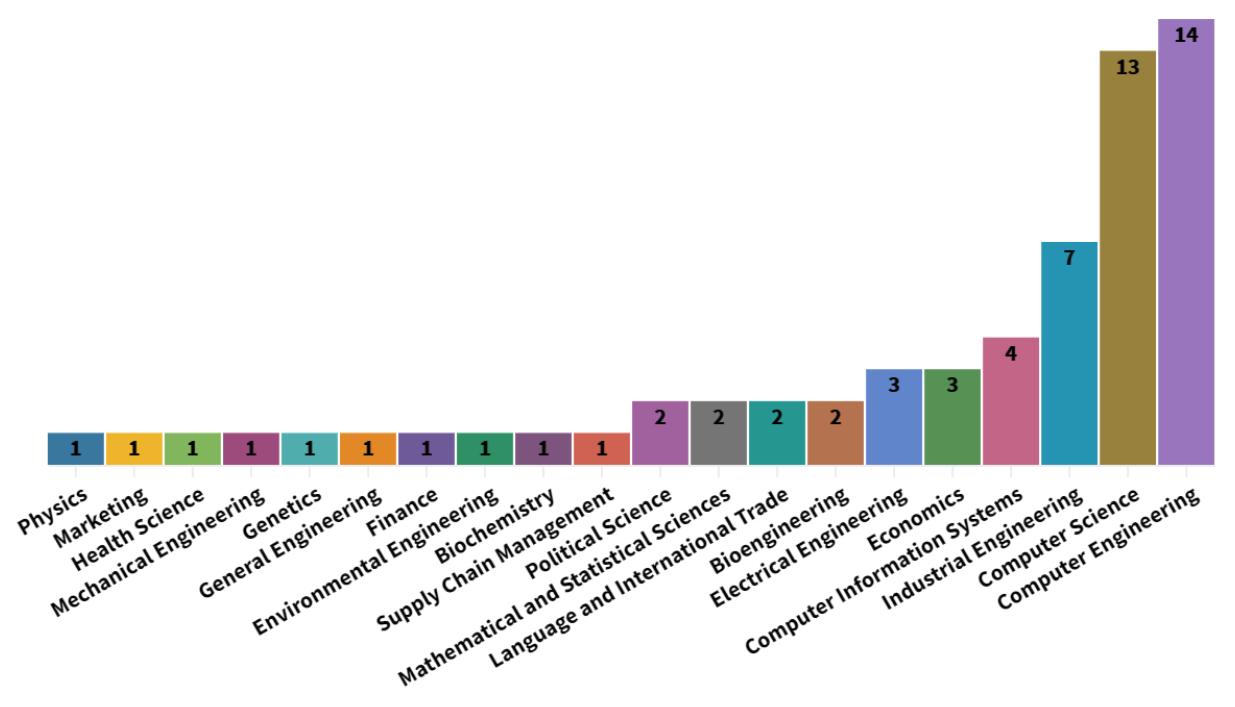 14
13
7
4
3
3
2
2
2
2
1
1
1
1
1
1
1
1
1
1
Physics
Marketing
Health Science
Mechanical Engineering
Genetics
General Engineering
Finance
Environmental Engineering
Biochemistry
Supply Chain Management
Political Science
Mathematical and Statistical Sciences
Language and International Trade
Bioengineering
Electrical Engineering
Economics
Computer Information Systems
Industrial Engineering
Computer Science
Computer Engineering